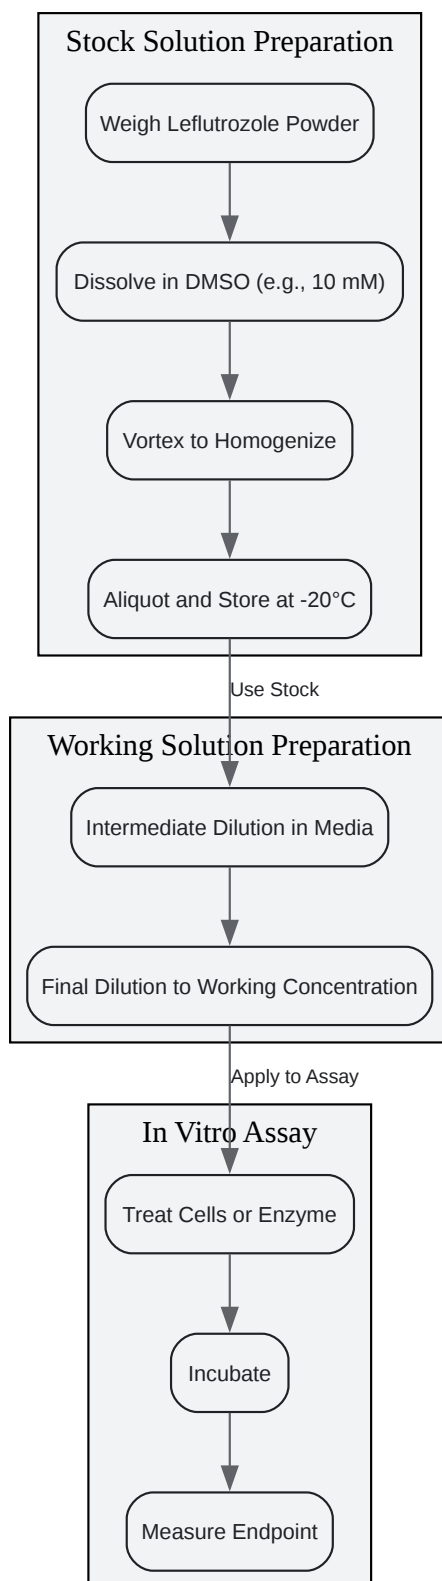 Stock Solution Preparation
Weigh Leflutrozole Powder
Dissolve in DMSO (e.g., 10 mM)
Vortex to Homogenize
Aliquot and Store at -20°C
Use Stock
Working Solution Preparation
Intermediate Dilution in Media
Final Dilution to Working Concentration
Apply to Assay
In Vitro Assay
Treat Cells or Enzyme
Incubate
Measure Endpoint